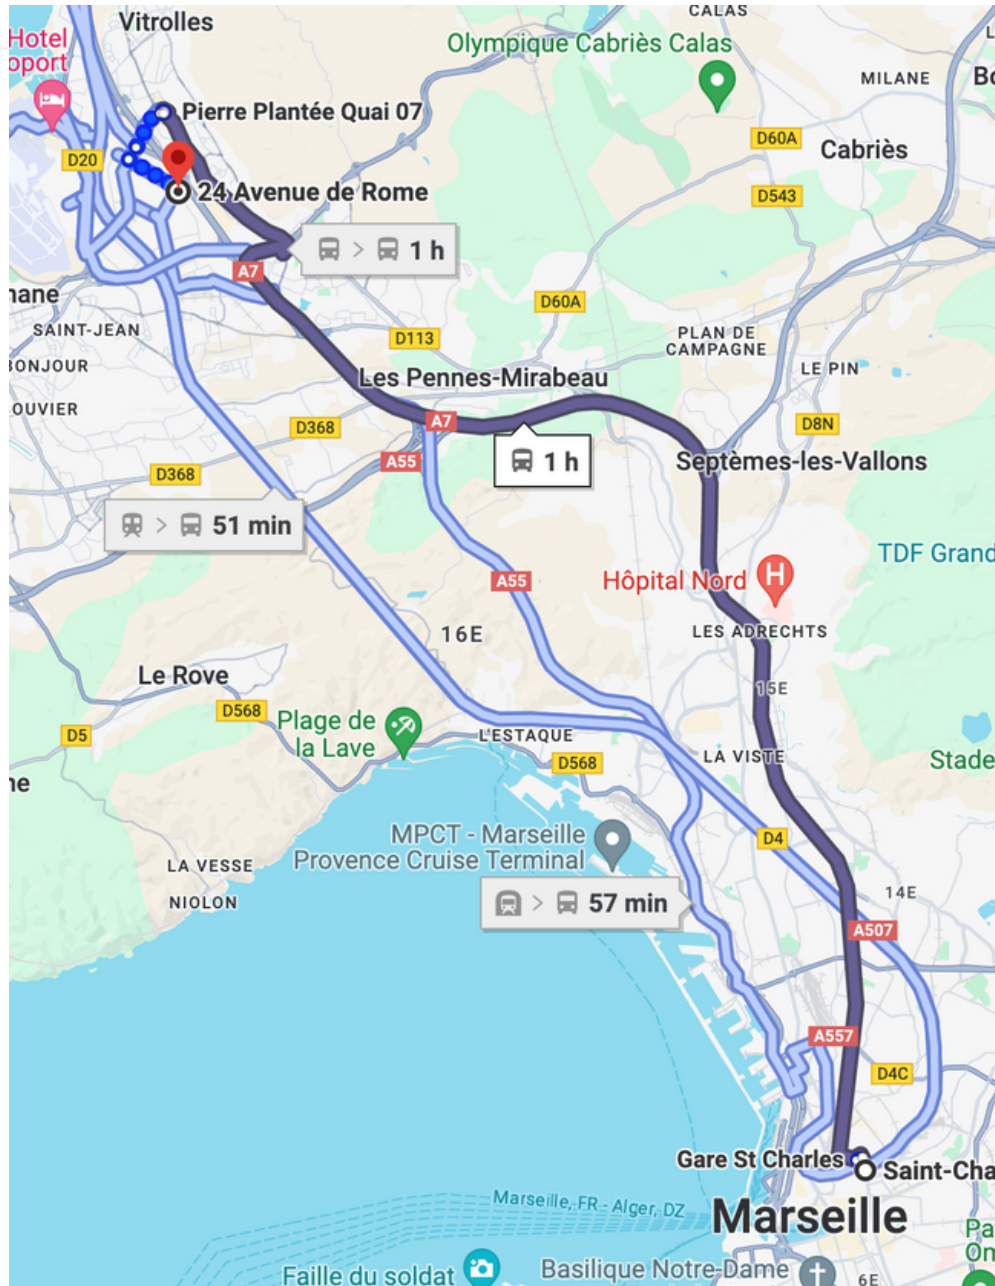 Vitrolles
CALAS
Hotel
oport
Olympique Cabriès Calas
MILANE
Bo
Pierre Plantée Quai 07
D20
D60A
Cabriès
24 Avenue de Rome
D543
1 h
A7
nane
D60A
SAINT-JEAN
D113
PLAN DE
CAMPAGNE
BONJOUR
LE PIN
Les Pennes-Mirabeau
OUVIER
A7
D8N
D368
A55
1 h
Septèmes-les-Vallons
D368
51 min
TDF Grand
A55
Hôpital Nord
H
16E
LES ADRECHTS
Le Rove
15E
D568
Plage de
la Lave
D5
L'ESTAQUE
D568
LA VISTE
Stade
ne
MPCT - Marseille
Provence Cruise Terminal
D4
LA VESSE
14E
NIOLON
57 min
A507
A557
D4C
Gare St Charles
Saint-Cha
Marseille, FR - Alger, DZ
Marseille
Pa
On
Faille du soldat
Basilique Notre-Dame
6E